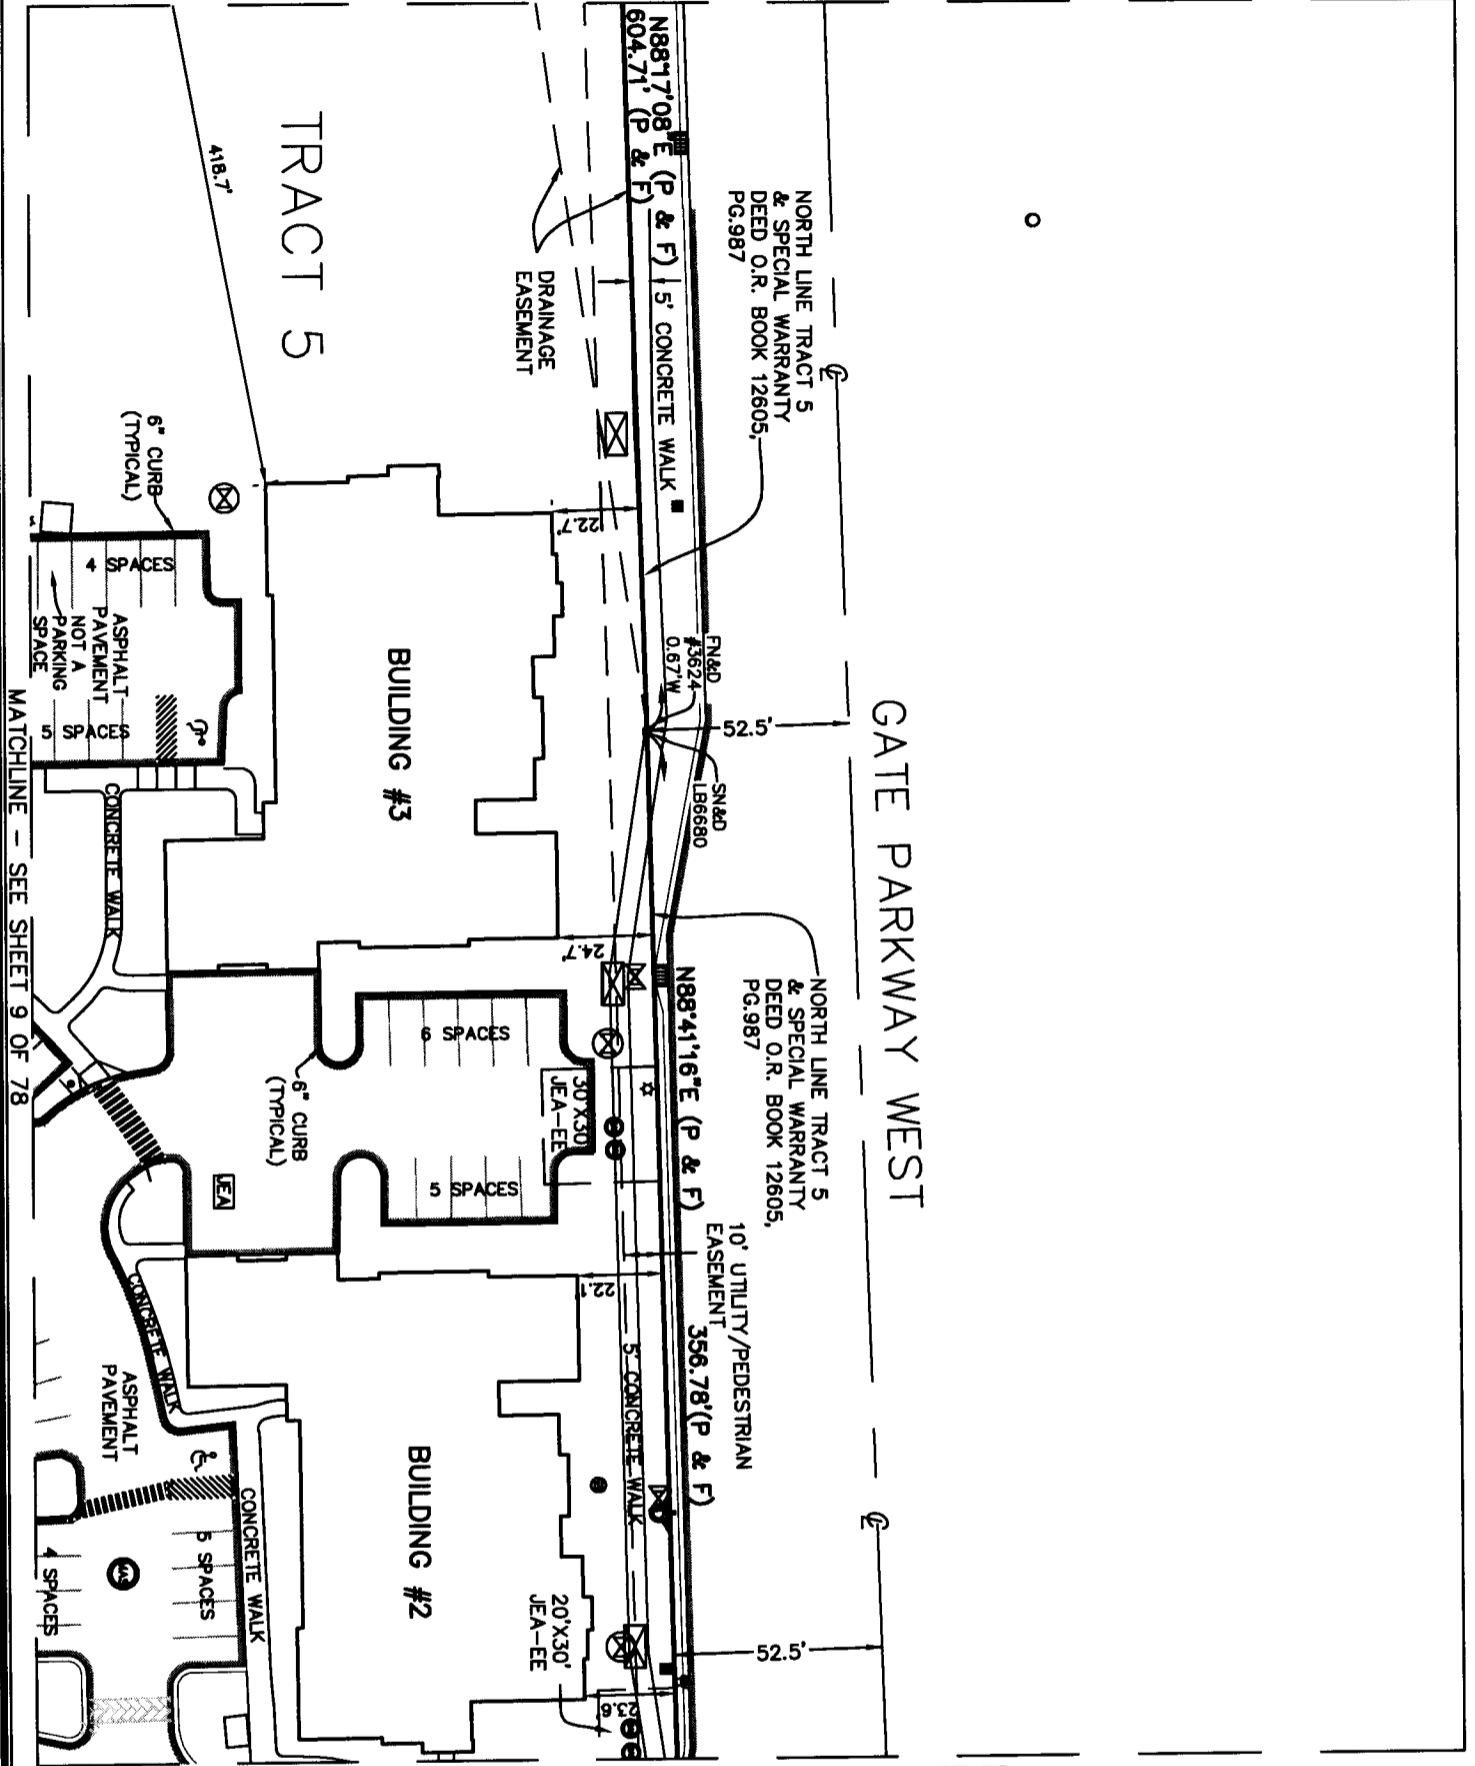 GATE PARKWAY WEST
NORTH LINE TRACT 5
& SPECIAL WARRANTY
DEED O.R. BOOK 12605,
PG.987
NORTH LINE TRACT 5
& SPECIAL WARRANTY
DEED O.R. BOOK 12605,
PG.987
N88°17'08"E (P & F)
604.71' (P & F)
5' CONCRETE WALK
DRAINAGE
EASEMENT
FN&D
#3624
0.67'W
52.5'
SN&D
LB6680
N88°41'16"E (P & F)
356.78'(P & F)
10' UTILITY/PEDESTRIAN
EASEMENT
52.5'
5' CONCRETE WALK
22.7'
24.7'
22.1
23.6
30'X30'
JEA-EE
20'X30'
JEA-EE
TRACT 5
418.7'
BUILDING #3
BUILDING #2
6" CURB
(TYPICAL)
4 SPACES
ASPHALT
PAVEMENT
NOT A
PARKING
SPACE
5 SPACES
CONCRETE WALK
6 SPACES
6" CURB
(TYPICAL)
5 SPACES
JEA
CONCRETE WALK
ASPHALT
PAVEMENT
CONCRETE WALK
5 SPACES
MAS
4 SPACES
MATCHLINE - SEE SHEET 9 OF 78